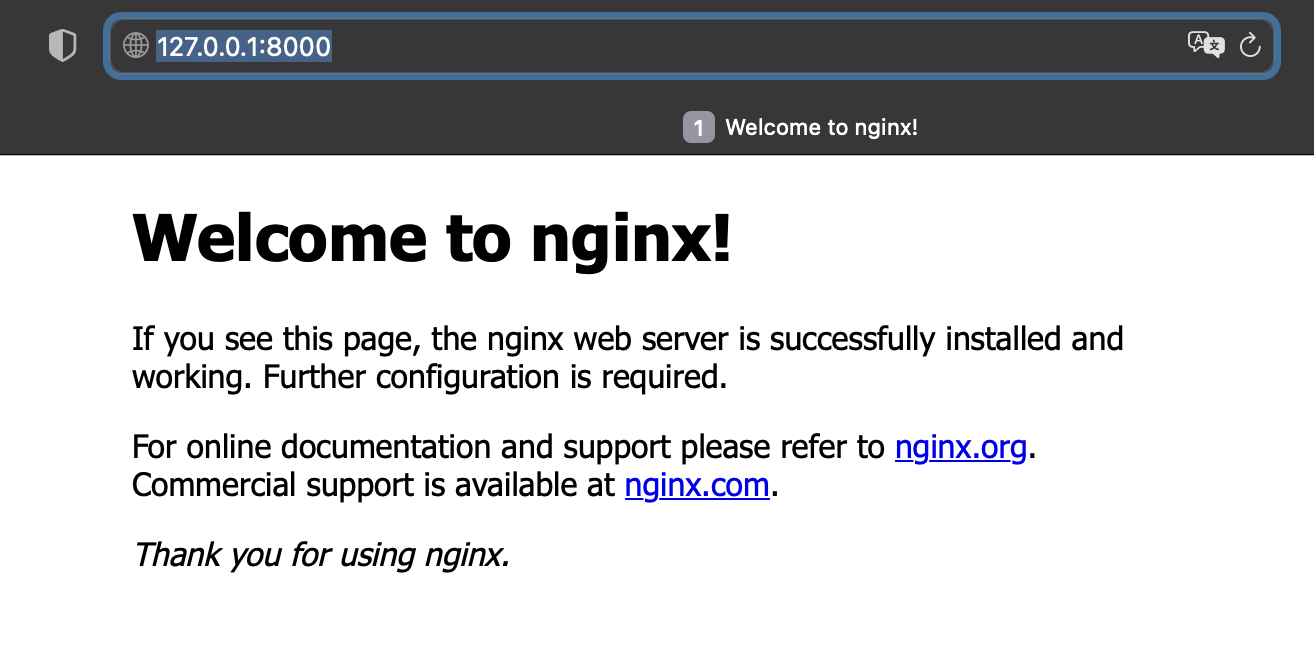 127.0.0.1:8000
A 文
1 Welcome to nginx!
Welcome to nginx!
If you see this page, the nginx web server is successfully installed and
working. Further configuration is required.
For online documentation and support please refer to nginx.org.
Commercial support is available at nginx.com.
Thank you for using nginx.